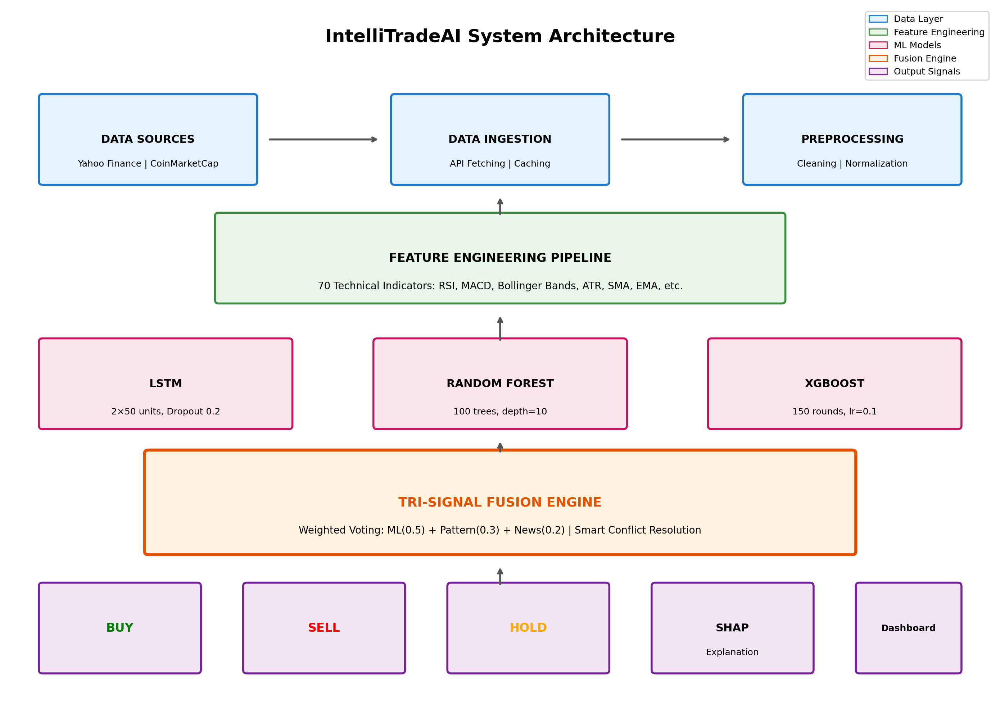 IntelliTradeAI System Architecture
Data Layer
Feature Engineering
ML Models
Fusion Engine
Output Signals
DATA SOURCES
Yahoo Finance | CoinMarketCap
DATA INGESTION
API Fetching | Caching
PREPROCESSING
Cleaning | Normalization
FEATURE ENGINEERING PIPELINE
70 Technical Indicators: RSI, MACD, Bollinger Bands, ATR, SMA, EMA, etc.
LSTM
2×50 units, Dropout 0.2
RANDOM FOREST
100 trees, depth=10
XGBOOST
150 rounds, lr=0.1
TRI-SIGNAL FUSION ENGINE
Weighted Voting: ML(0.5) + Pattern(0.3) + News(0.2) | Smart Conflict Resolution
BUY
SELL
HOLD
SHAP
Explanation
Dashboard